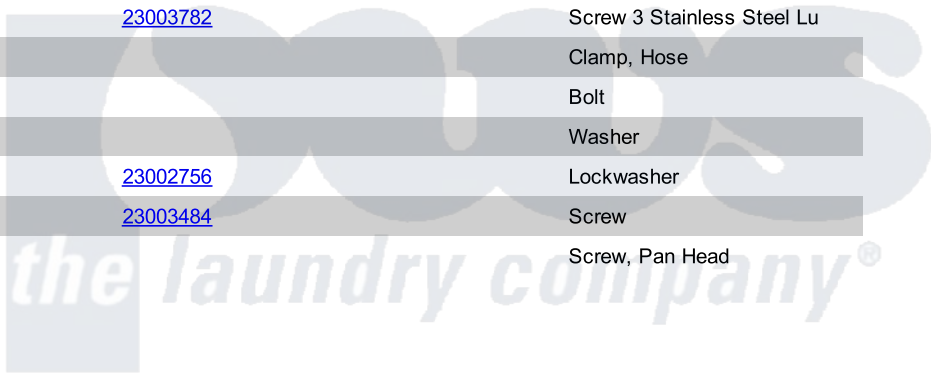 23003782 Screw 3 Stainless Steel Lu
Clamp, Hose
Bolt
Washer
23002756 Lockwasher
23003484 Screw
Screw, Pan Head
the laundry company®